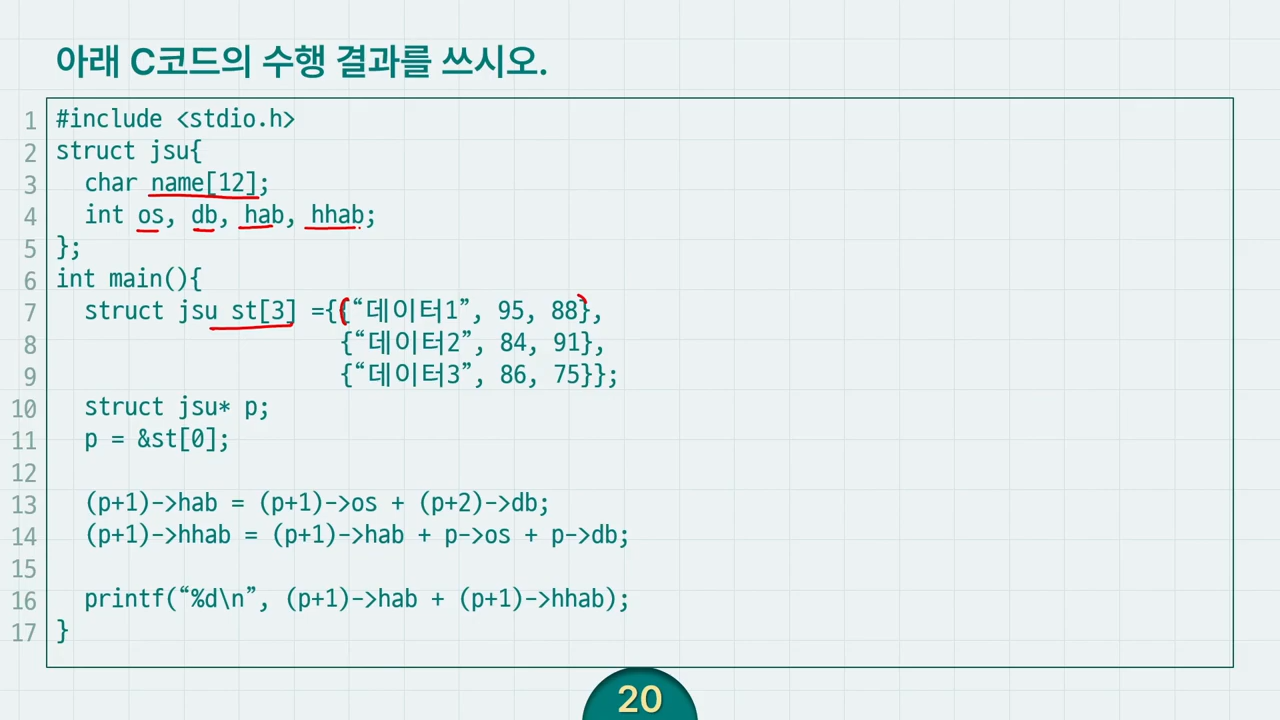 아래 C코드의 수행 결과를 쓰시오.
1 #include <stdio.h>
2 struct jsu{
3 char name[12];
4 int os, db, hab, hhab;
5 };
6 int main(){
7 struct jsu st[3] ={{“데이터1”, 95, 88},
8 {“데이터2”, 84, 91},
9 {“데이터3”, 86, 75}};
10 struct jsu* p;
11 p = &st[0];
12
13 (p+1)->hab = (p+1)->os + (p+2)->db;
14 (p+1)->hhab = (p+1)->hab + p->os + p->db;
15
16 printf(“%d\n”, (p+1)->hab + (p+1)->hhab);
17 }
20